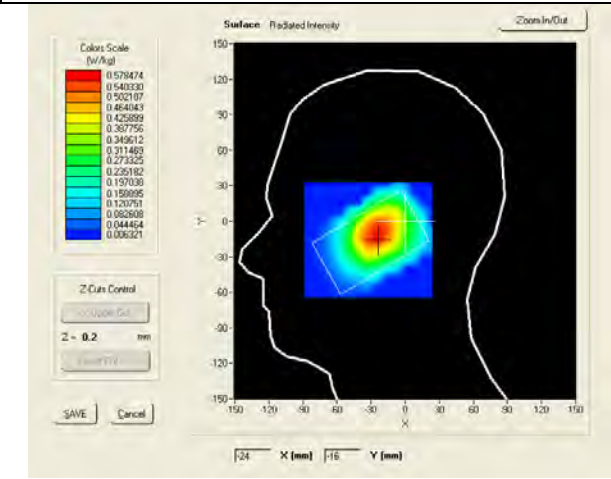 Surface Radiated Intensity
Zoom In/Out
Colors Scale
(W/kg)
0.578474
0.540330
0.502187
0.464043
0.425899
0.387756
0.349612
0.311469
0.273325
0.235182
0.197038
0.158895
0.120751
0.082608
0.044464
0.006321
150
120
90
60
30
0
-30
-60
-90
-120
-150
Y
-150 -120 -90 -60 -30 0 30 60 90 120 150
X
Z-Cuts Control
Z = 0.2 mm
SAVE Cancel
-24 X (mm) -16 Y (mm)